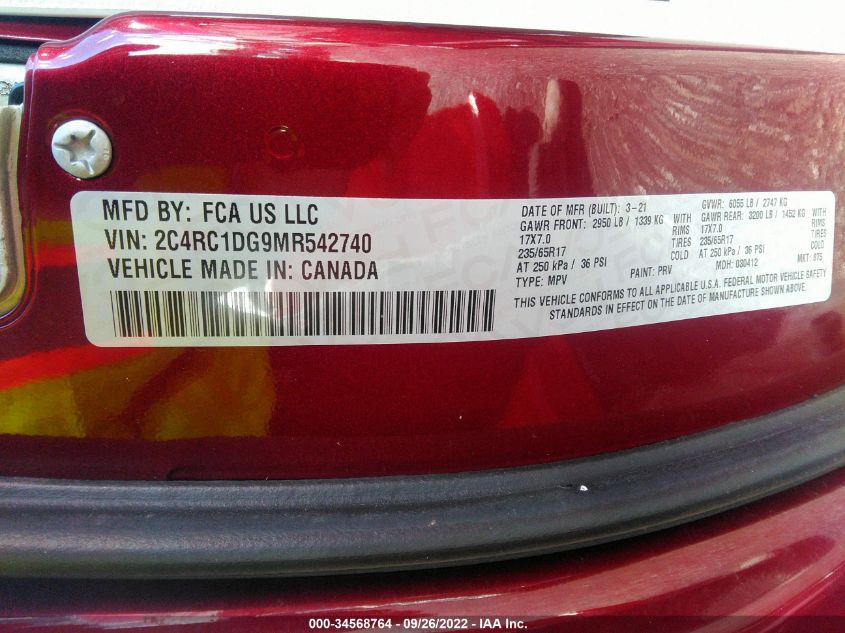 MFD BY: FCA US LLC
VIN: 2C4RC1DG9MR542740
VEHICLE MADE IN: CANADA
DATE OF MFR (BUILT): 3-21
GVWR: 6055 LB / 2747 KG
GAWR FRONT: 2950 LB / 1339 KG WITH
GAWR REAR: 3200 LB / 1452 KG WITH
17X7.0 RIMS
17X7.0 RIMS
235/65R17 TIRES
235/65R17 TIRES
AT 250 kPa / 36 PSI COLD
AT 250 kPa / 36 PSI COLD
TYPE: MPV PAINT: PRV MDH: 030412 MKT: 875
THIS VEHICLE CONFORMS TO ALL APPLICABLE U.S.A. FEDERAL MOTOR VEHICLE SAFETY
STANDARDS IN EFFECT ON THE DATE OF MANUFACTURE SHOWN ABOVE.
000-34568764 - 09/26/2022 - IAA Inc.